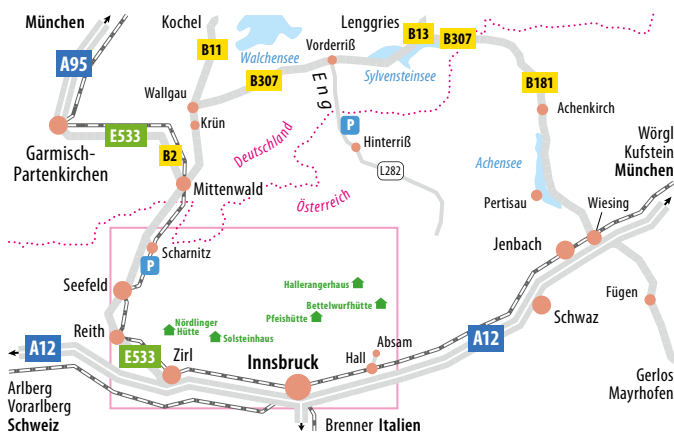 München
Kochel
Lenggries
A95
B11
Walchensee
Vorderriß
B13
B307
Sylvensteinsee
B307
B181
Wallgau
Eng
Achenkirch
E533
Krün
P
Hinterriß
Garmisch-
Partenkirchen
B2
Deutschland
L282
Achensee
Wörgl
Kufstein
München
Mittenwald
Österreich
Pertisau
Wiesing
Scharnitz
P
Jenbach
Seefeld
Hallerangerhaus
Bettelwurfhütte
Fügen
Pfeishütte
Schwaz
Nördlinger
Hütte
Solsteinhaus
Reith
A12
E533
Zirl
Innsbruck
Absam
Hall
A12
Gerlos
Mayrhofen
Arlberg
Vorarlberg
Schweiz
Brenner Italien